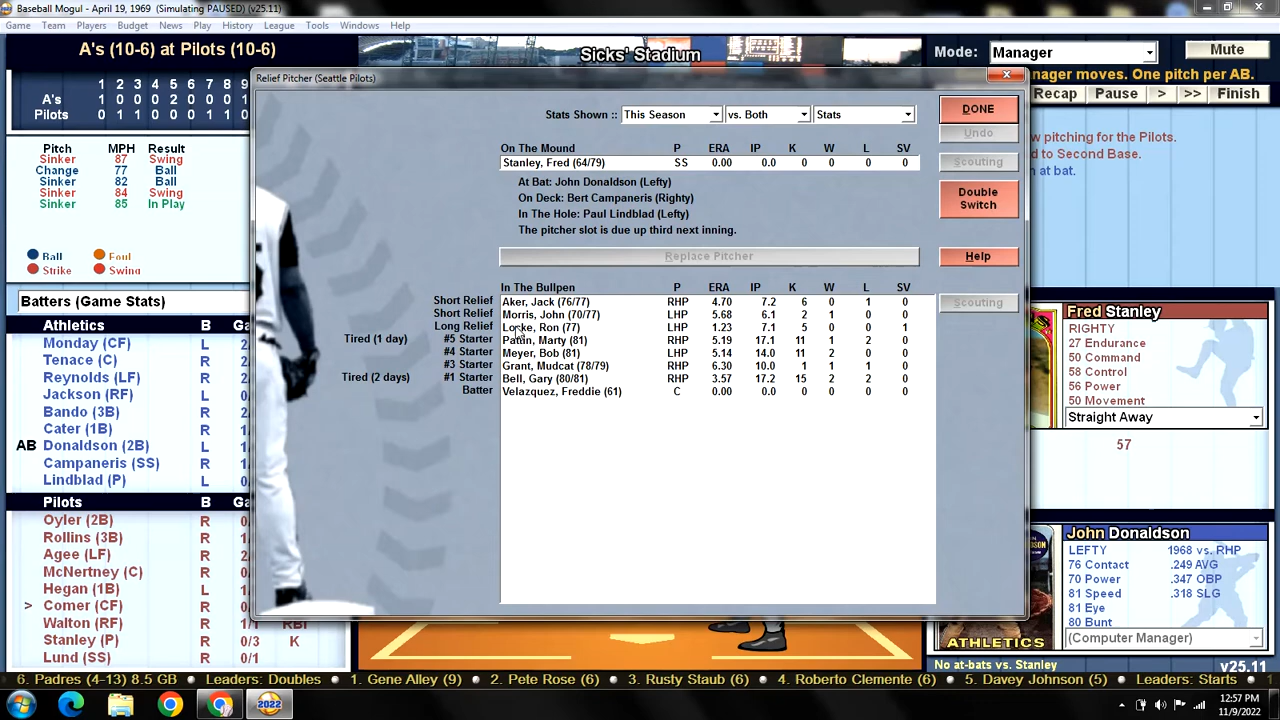 Baseball Mogul - April 19, 1969 (Simulating PAUSED) (v25.11)
Game Team Players Budget News Play History League Tools Windows Help
A's (10-6) at Pilots (10-6)
Sicks' Stadium
Mode: Manager Mute
nager moves. One pitch per AB.
Recap Pause > >> Finish
1 2 3 4 5 6 7 8 9
A's 1 0 0 0 2 0 0 0
Pilots 0 1 1 0 0 0 1 0
Pitch MPH Result
Sinker 87 Swing
Change 77 Ball
Sinker 82 Ball
Sinker 84 Swing
Sinker 85 In Play
Ball Foul
Strike Swing
w pitching for the Pilots.
d to Second Base.
at bat.
Relief Pitcher (Seattle Pilots)
Stats Shown :: This Season vs. Both Stats
DONE
Undo
Scouting
Double Switch
Help
Scouting
On The Mound P ERA IP K W L SV
Stanley, Fred (64/79) SS 0.00 0.0 0 0 0 0
At Bat: John Donaldson (Lefty)
On Deck: Bert Campaneris (Righty)
In The Hole: Paul Lindblad (Lefty)
The pitcher slot is due up third next inning.
Replace Pitcher
In The Bullpen P ERA IP K W L SV
Short Relief Aker, Jack (76/77) RHP 4.70 7.2 6 0 1 0
Short Relief Morris, John (70/77) LHP 5.68 6.1 2 1 0 0
Long Relief Locke, Ron (77) LHP 1.23 7.1 5 0 0 1
Tired (1 day) #5 Starter Pattin, Marty (81) RHP 5.19 17.1 11 1 2 0
#4 Starter Meyer, Bob (81) LHP 5.14 14.0 11 2 0 0
#3 Starter Grant, Mudcat (78/79) RHP 6.30 10.0 1 1 1 0
Tired (2 days) #1 Starter Bell, Gary (80/81) RHP 3.57 17.2 15 2 2 0
Batter Velazquez, Freddie (61) C 0.00 0.0 0 0 0 0
Batters (Game Stats)
Athletics B Ga
Monday (CF) L 2
Tenace (C) R
Reynolds (LF) R
Jackson (RF) L
Bando (3B) R
Cater (1B) R
AB Donaldson (2B) L
Campaneris (SS) R
Lindblad (P) L 0
Pilots B Ga
Oyler (2B) R
Rollins (3B) R
Agee (LF) R
McNertney (C) R
Hegan (1B) L
> Comer (CF) R
Walton (RF) R 1/1 RBI
Stanley (P) R 0/3 K
Lund (SS) R 0/1
Fred Stanley
RIGHTY
27 Endurance
58 Control
56 Power
50 Movement
Straight Away
57
John Donaldson
LEFTY 1968 vs. RHP
76 Contact .249 AVG
70 Power .347 OBP
81 Speed .318 SLG
81 Eye
80 Bunt
(Computer Manager)
ATHLETICS
No at-bats vs. Stanley v25.11
6. Padres (4-13) 8.5 GB Leaders: Doubles 1. Gene Alley (9) 2. Pete Rose (6) 3. Rusty Staub (6) 4. Roberto Clemente (6) 5. Davey Johnson (5) Leaders: Starts 1
2022
12:57 PM
11/9/2022